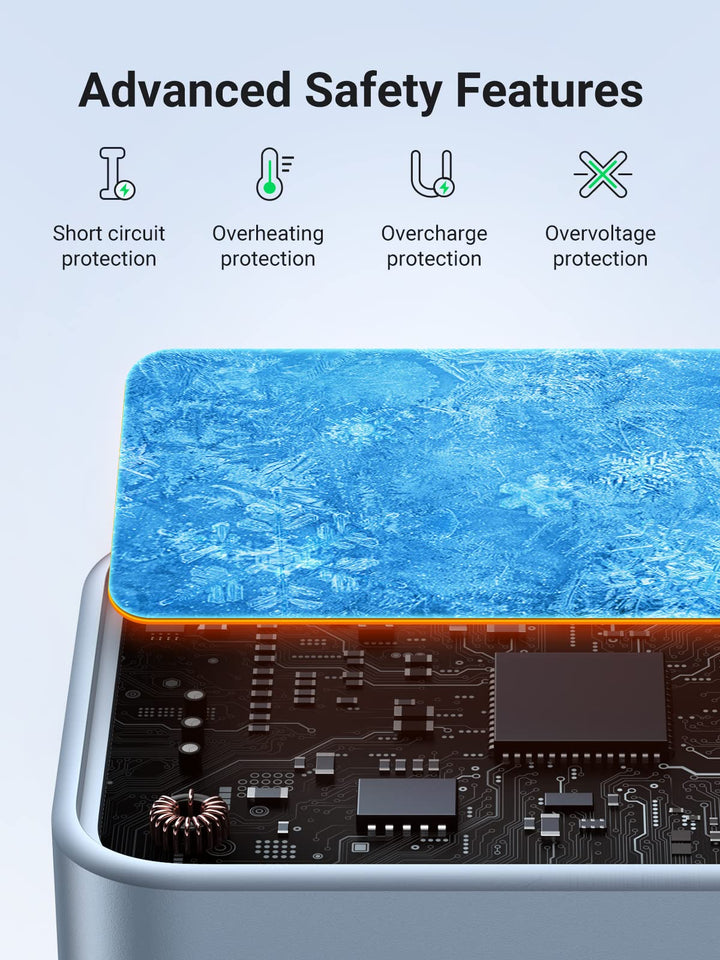 Advanced Safety Features
Short circuit
protection
Overheating
protection
Overcharge
protection
Overvoltage
protection